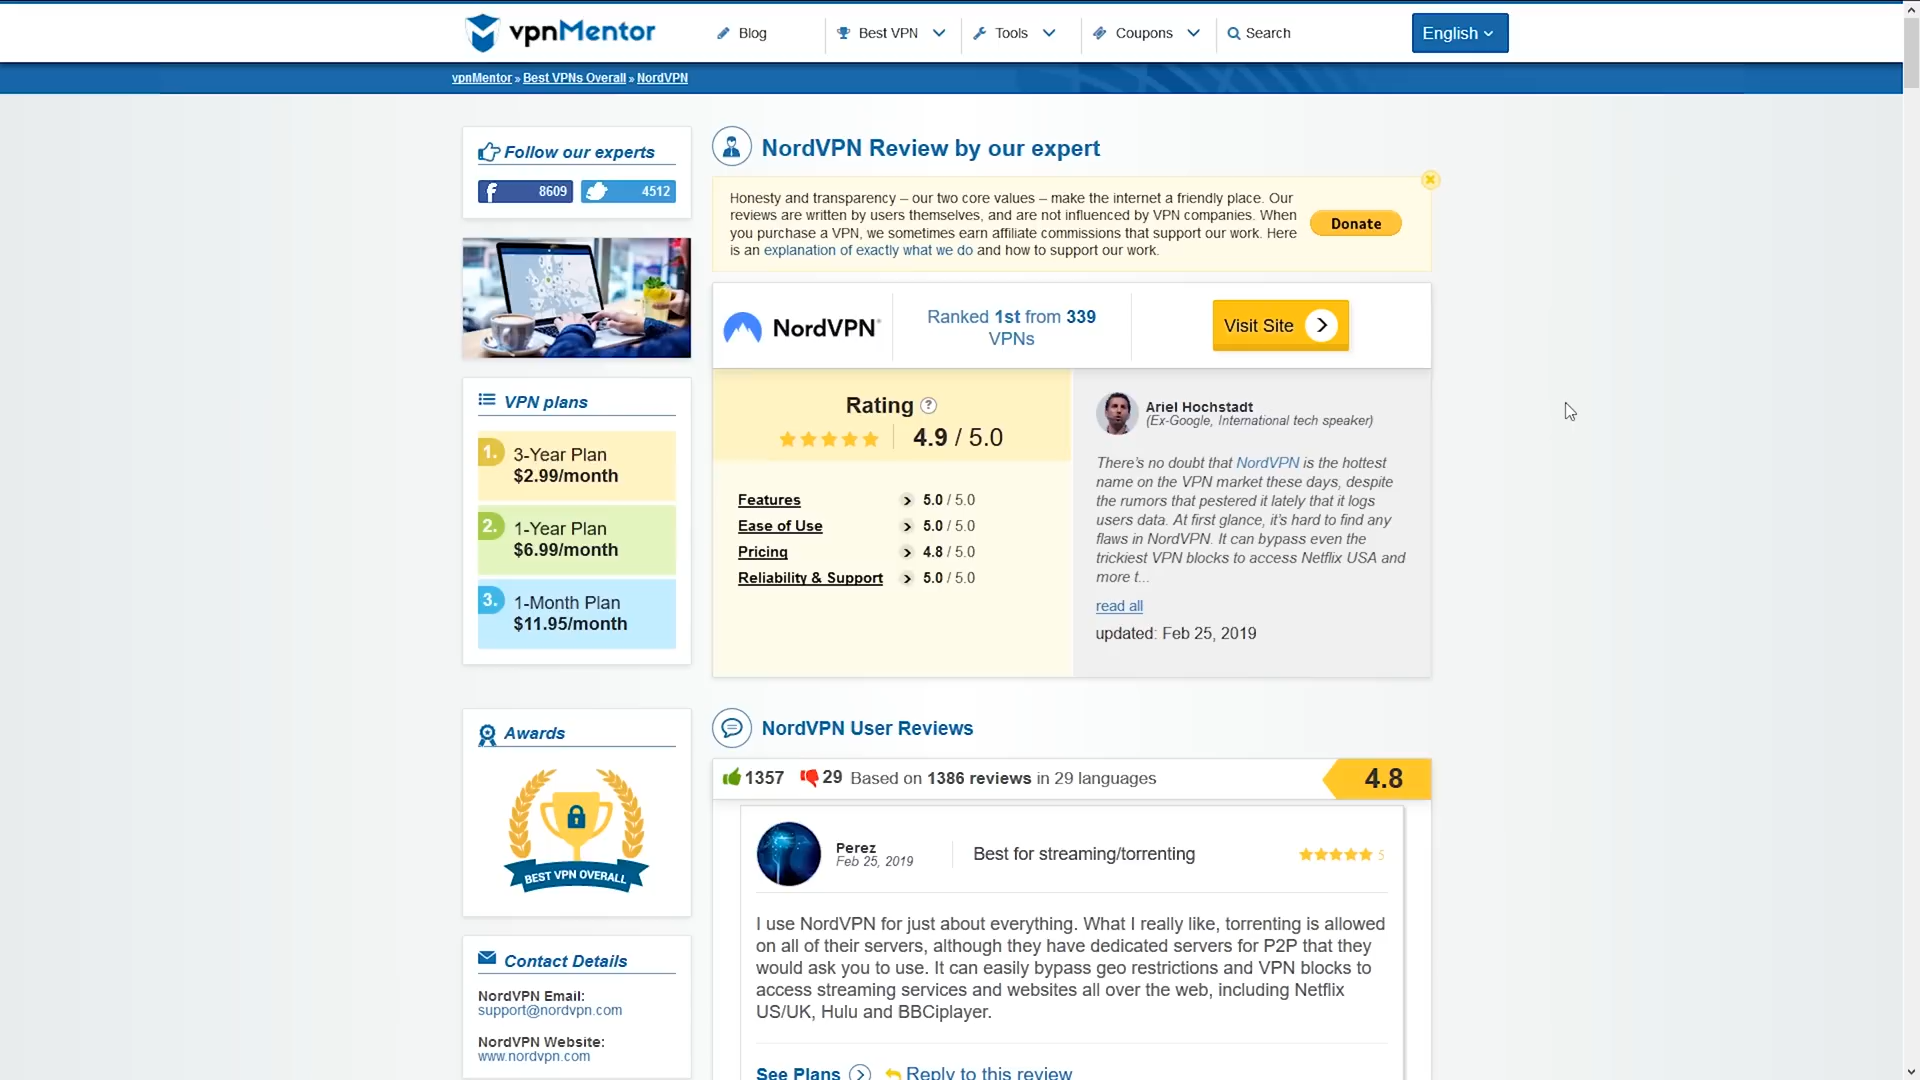 vpnMentor
Blog
Best VPN
Tools
Coupons
Search
English
vpnMentor » Best VPNs Overall » NordVPN
Follow our experts
8609
4512
VPN plans
1.
3-Year Plan
$2.99/month
2.
1-Year Plan
$6.99/month
3.
1-Month Plan
$11.95/month
Awards
BEST VPN OVERALL
Contact Details
NordVPN Email:
support@nordvpn.com
NordVPN Website:
www.nordvpn.com
NordVPN Review by our expert
Honesty and transparency – our two core values – make the internet a friendly place. Our
reviews are written by users themselves, and are not influenced by VPN companies. When
you purchase a VPN, we sometimes earn affiliate commissions that support our work. Here
is an explanation of exactly what we do and how to support our work.
Donate
NordVPN®
Ranked 1st from 339
VPNs
Visit Site
Rating ?
4.9 / 5.0
Features 5.0 / 5.0
Ease of Use 5.0 / 5.0
Pricing 4.8 / 5.0
Reliability & Support 5.0 / 5.0
Ariel Hochstadt
(Ex-Google, International tech speaker)
There's no doubt that NordVPN is the hottest
name on the VPN market these days, despite
the rumors that pestered it lately that it logs
users data. At first glance, it's hard to find any
flaws in NordVPN. It can bypass even the
trickiest VPN blocks to access Netflix USA and
more t...
read all
updated: Feb 25, 2019
NordVPN User Reviews
1357 29 Based on 1386 reviews in 29 languages
4.8
Perez
Feb 25, 2019
Best for streaming/torrenting
5
I use NordVPN for just about everything. What I really like, torrenting is allowed
on all of their servers, although they have dedicated servers for P2P that they
would ask you to use. It can easily bypass geo restrictions and VPN blocks to
access streaming services and websites all over the web, including Netflix
US/UK, Hulu and BBCiplayer.
See Plans
Reply to this review